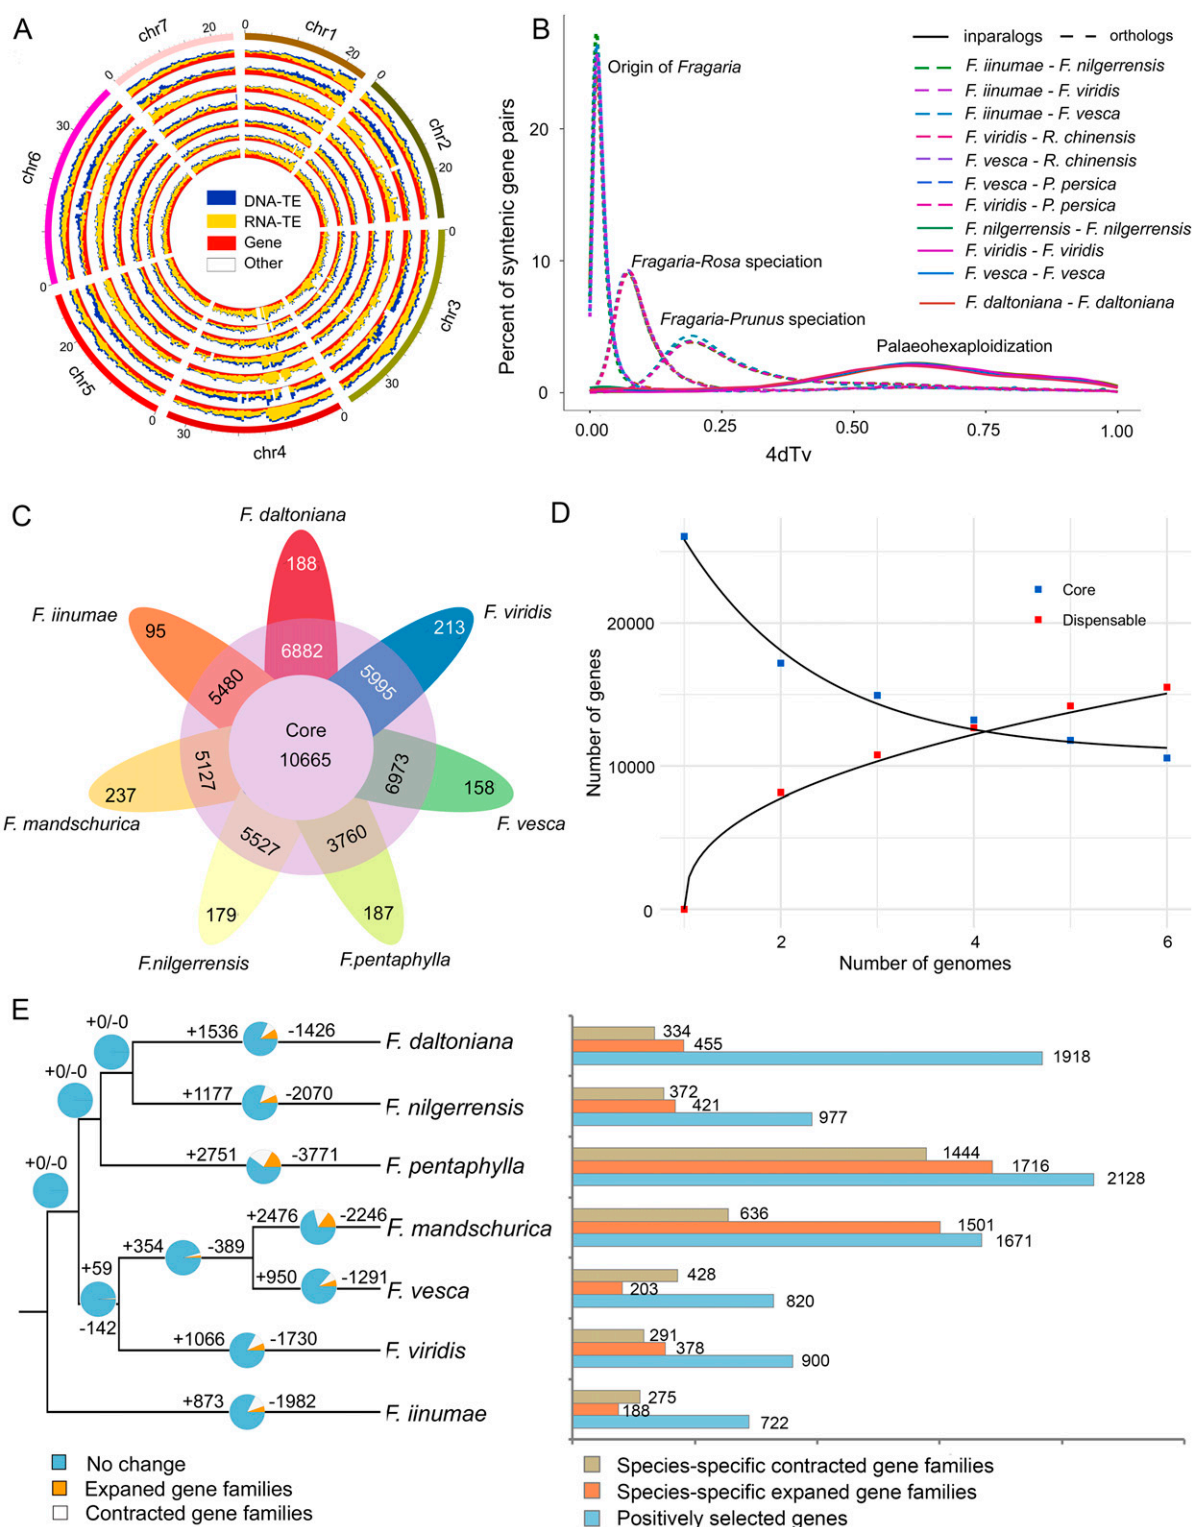 A
chr7
20
0
chr1
20
0
chr2
20
0
chr3
30
0
chr4
30
0
chr5
20
0
chr6
30
0
DNA-TE
RNA-TE
Gene
Other
B
Percent of syntenic gene pairs
20
10
0
0.00
0.25
0.50
0.75
1.00
4dTv
Origin of Fragaria
Fragaria-Rosa speciation
Fragaria-Prunus speciation
Palaeohexaploidization
inparalogs
orthologs
F. iinumae - F. nilgerrensis
F. iinumae - F. viridis
F. iinumae - F. vesca
F. viridis - R. chinensis
F. vesca - R. chinensis
F. vesca - P. persica
F. viridis - P. persica
F. nilgerrensis - F. nilgerrensis
F. viridis - F. viridis
F. vesca - F. vesca
F. daltoniana - F. daltoniana
C
F. daltoniana
188
6882
F. viridis
213
5995
F. vesca
158
6973
F.pentaphylla
187
3760
F.nilgerrensis
179
5527
F. mandschurica
237
5127
F. iinumae
95
5480
Core
10665
D
Number of genes
20000
10000
0
2
4
6
Number of genomes
Core
Dispensable
E
+0/-0
+0/-0
+0/-0
+59
-142
+354
-389
+1536
-1426
F. daltoniana
+1177
-2070
F. nilgerrensis
+2751
-3771
F. pentaphylla
+2476
-2246
F. mandschurica
+950
-1291
F. vesca
+1066
-1730
F. viridis
+873
-1982
F. iinumae
No change
Expaned gene families
Contracted gene families
334
455
1918
372
421
977
1444
1716
2128
636
1501
1671
428
203
820
291
378
900
275
188
722
Species-specific contracted gene families
Species-specific expaned gene families
Positively selected genes